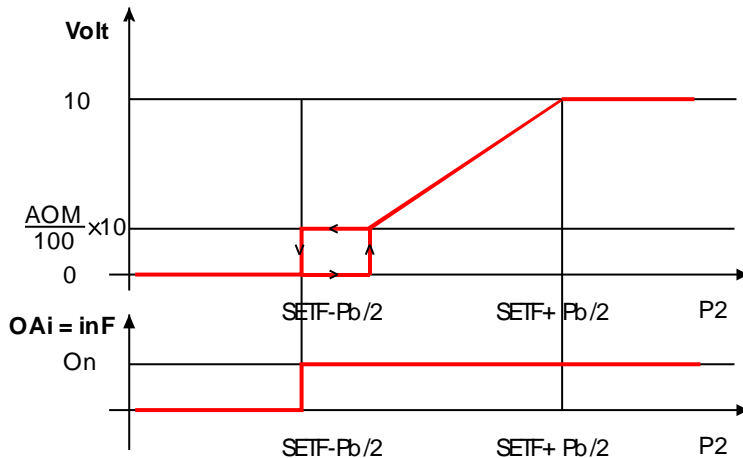 Volt
10
AOM
100 ×10
0
SETF-Pb/2 SETF+ Pb/2 P2
OAi = inF
On
SETF-Pb/2 SETF+ Pb/2 P2